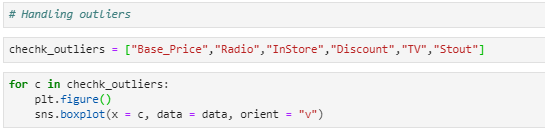 # Handling outliers
chechk_outliers = ["Base_Price","Radio","InStore","Discount","TV","Stout"]
for c in chechk_outliers:
    plt.figure()
    sns.boxplot(x = c, data = data, orient = "v")